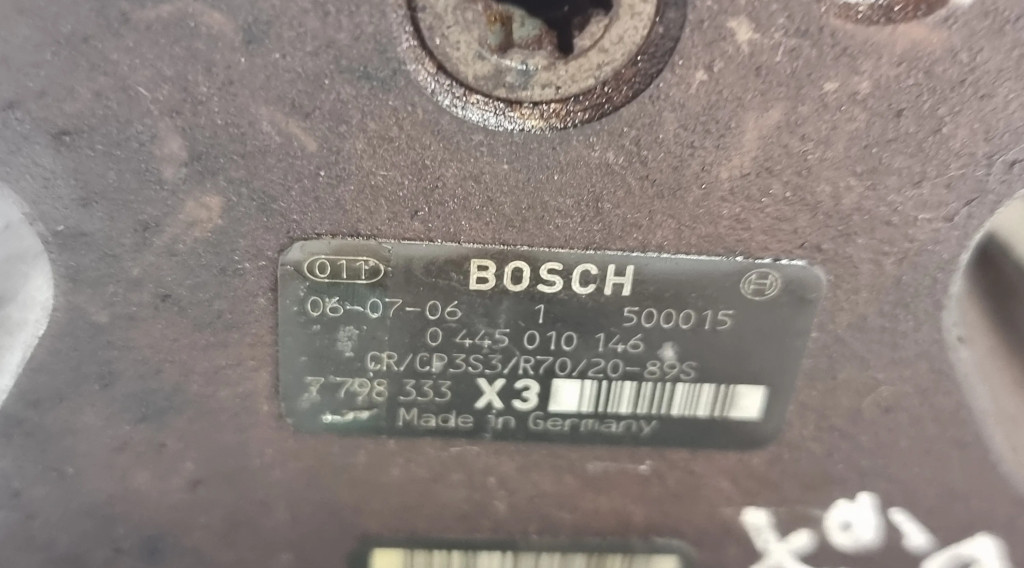 011 BOSCH
06-07-06 1 500015
0 445 010 146
CR/CP3S3/R70/20-89S
7 798 333 X3
Made in Germany